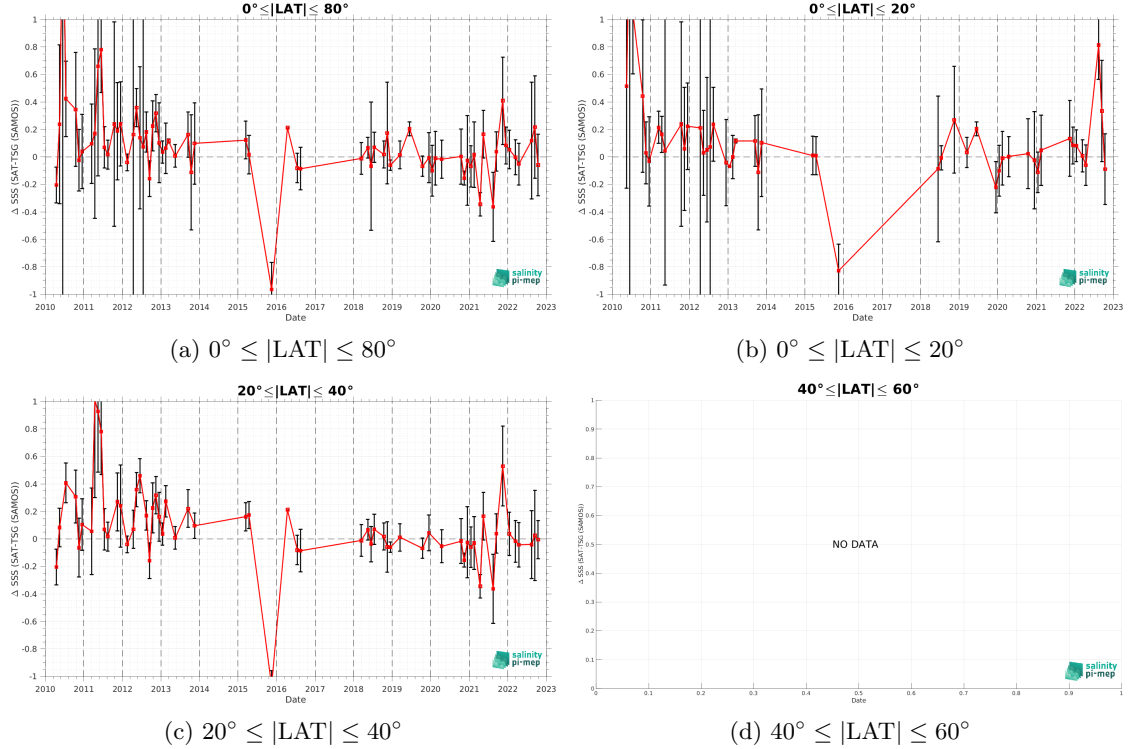 0°≤|LAT|≤ 80°
Δ SSS (SAT-TSG (SAMOS))
1
0.8
0.6
0.4
0.2
0
-0.2
-0.4
-0.6
-0.8
-1
2010 2011 2012 2013 2014 2015 2016 2017 2018 2019 2020 2021 2022 2023
Date
salinity
pi-mep
(a) 0° ≤ |LAT| ≤ 80°
0°≤|LAT|≤ 20°
Δ SSS (SAT-TSG (SAMOS))
1
0.8
0.6
0.4
0.2
0
-0.2
-0.4
-0.6
-0.8
-1
2010 2011 2012 2013 2014 2015 2016 2017 2018 2019 2020 2021 2022 2023
Date
salinity
pi-mep
(b) 0° ≤ |LAT| ≤ 20°
20°≤|LAT|≤ 40°
Δ SSS (SAT-TSG (SAMOS))
1
0.8
0.6
0.4
0.2
0
-0.2
-0.4
-0.6
-0.8
-1
2010 2011 2012 2013 2014 2015 2016 2017 2018 2019 2020 2021 2022 2023
Date
salinity
pi-mep
(c) 20° ≤ |LAT| ≤ 40°
40°≤|LAT|≤ 60°
Δ SSS (SAT-TSG (SAMOS))
1
0.9
0.8
0.7
0.6
0.5
0.4
0.3
0.2
0.1
0
NO DATA
0 0.1 0.2 0.3 0.4 0.5 0.6 0.7 0.8 0.9 1
Date
salinity
pi-mep
(d) 40° ≤ |LAT| ≤ 60°